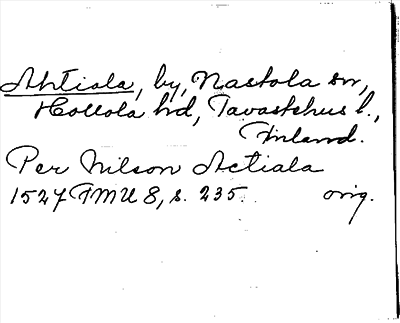 Ahtiala, by, Nastola sn,
Hollola hd, Tavastehus l.,
Finland.
Per Nilson Actiala
1527 FMU 8, s. 235. orig.